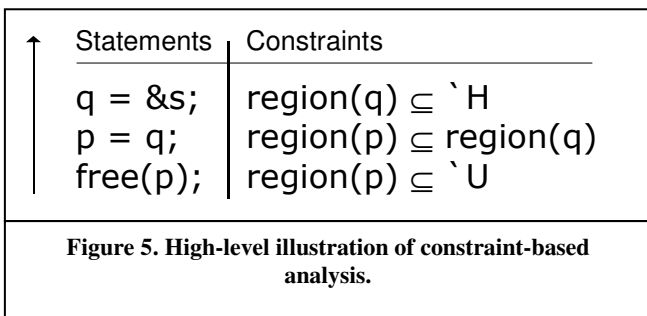 Statements Constraints
q = &s; region(q) ⊆ `H
p = q; region(p) ⊆ region(q)
free(p); region(p) ⊆ `U
Figure 5. High-level illustration of constraint-based
analysis.